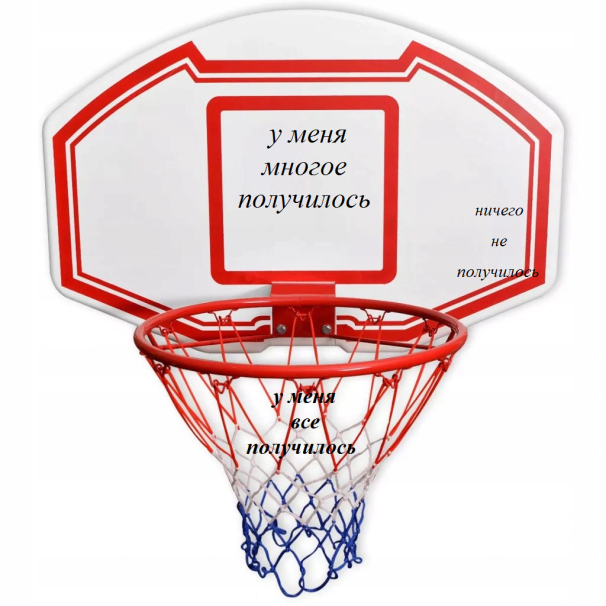 у меня
многое
получилось
ничего
не
получилось
у меня
все
получилось